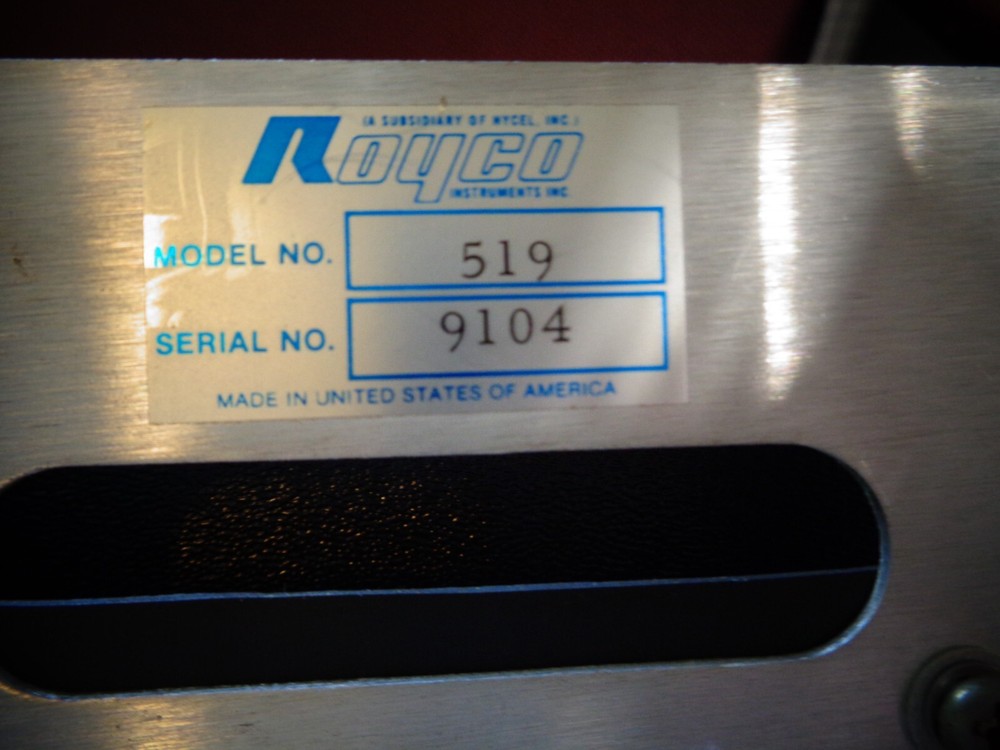 (A SUBSIDIARY OF HYCEL, INC.)
Royco
INSTRUMENTS INC.
MODEL NO. 519
SERIAL NO. 9104
MADE IN UNITED STATES OF AMERICA